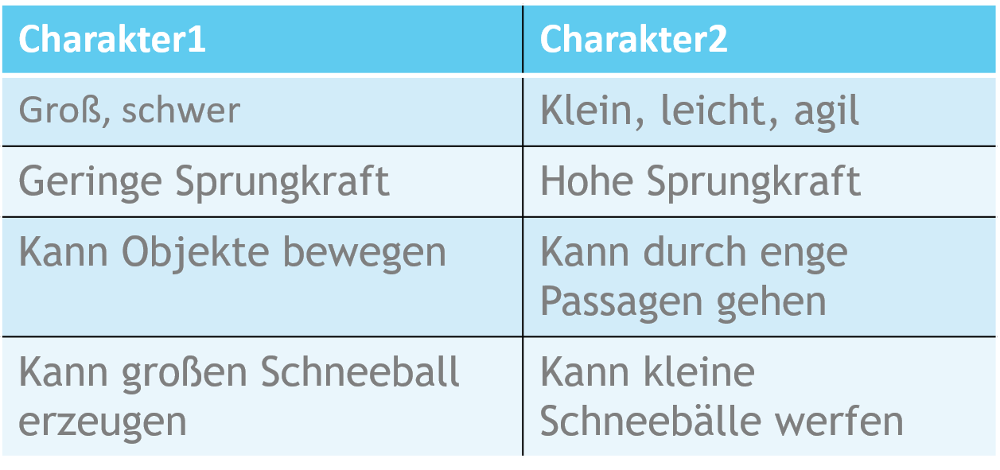 Charakter1
Charakter2
Groß, schwer
Klein, leicht, agil
Geringe Sprungkraft
Hohe Sprungkraft
Kann Objekte bewegen
Kann durch enge
Passagen gehen
Kann großen Schneeball
erzeugen
Kann kleine
Schneebälle werfen